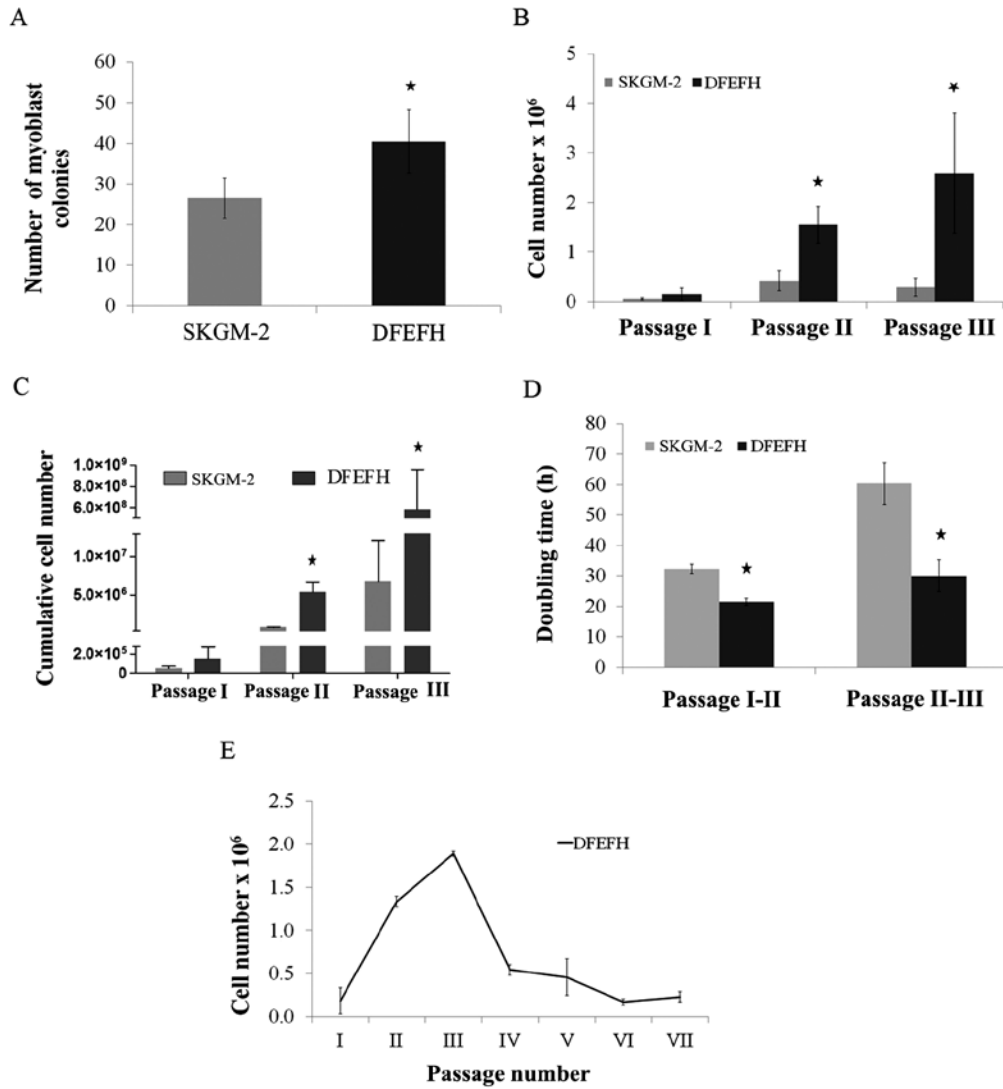 A
Number of myoblast
colonies
60
50
40
30
20
10
0
★
SKGM-2
DFEFH
B
Cell number x 10⁶
5
4
3
2
1
0
SKGM-2
DFEFH
★
★
Passage I
Passage II
Passage III
C
Cumulative cell number
1.0×10⁹
8.0×10⁸
6.0×10⁸
1.0×10⁷
5.0×10⁶
2.0×10⁵
0
SKGM-2
DFEFH
★
★
Passage I
Passage II
Passage III
D
Doubling time (h)
80
70
60
50
40
30
20
10
0
SKGM-2
DFEFH
★
★
Passage I-II
Passage II-III
E
Cell number x 10⁶
2.5
2.0
1.5
1.0
0.5
0.0
DFEFH
I
II
III
IV
V
VI
VII
Passage number